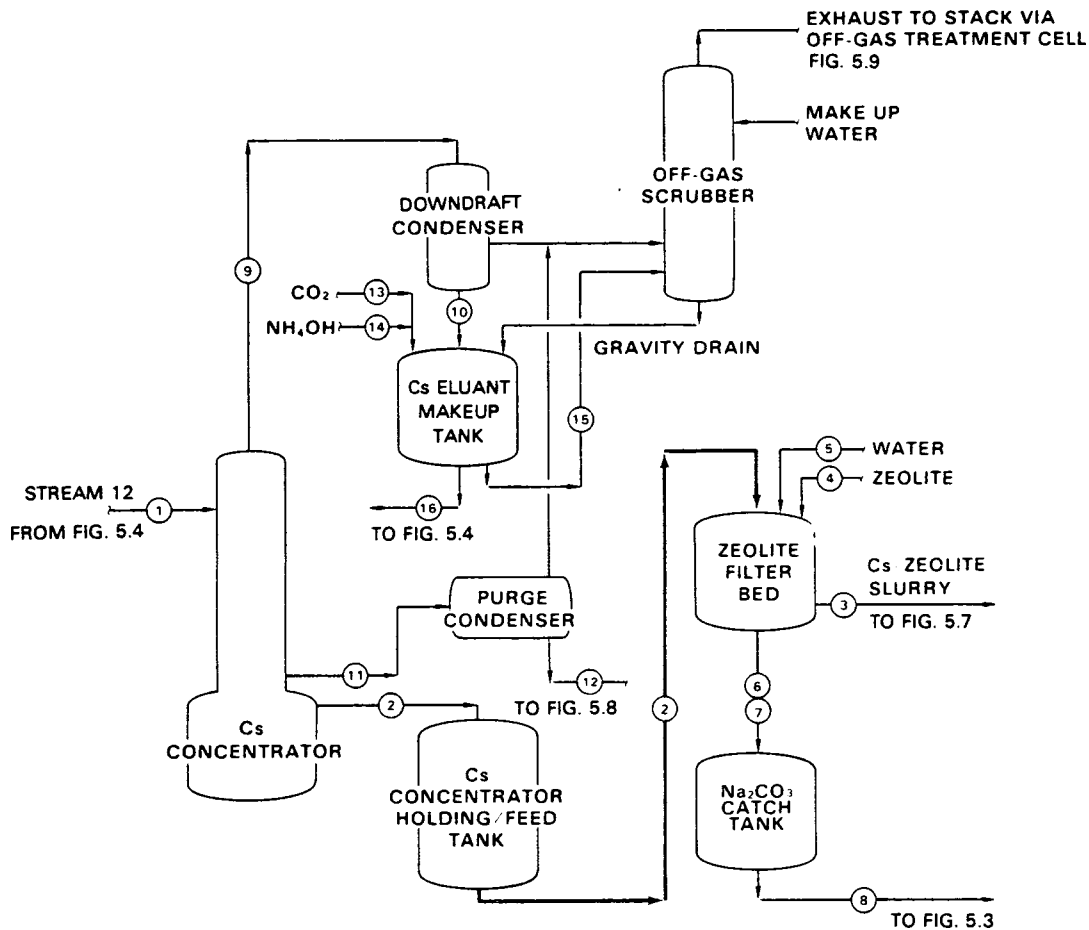 EXHAUST TO STACK VIA
OFF-GAS TREATMENT CELL
FIG. 5.9
MAKE UP
WATER
OFF-GAS
SCRUBBER
DOWNDRAFT
CONDENSER
9
CO₂
13
10
NH₄OH
14
GRAVITY DRAIN
Cs ELUANT
MAKEUP
TANK
15
STREAM 12
1
FROM FIG. 5.4
16
TO FIG. 5.4
5
WATER
4
ZEOLITE
ZEOLITE
FILTER
BED
Cs ZEOLITE
SLURRY
3
TO FIG. 5.7
PURGE
CONDENSER
11
12
TO FIG. 5.8
2
2
6
7
Cs
CONCENTRATOR
Cs
CONCENTRATOR
HOLDING/FEED
TANK
Na₂CO₃
CATCH
TANK
8
TO FIG. 5.3